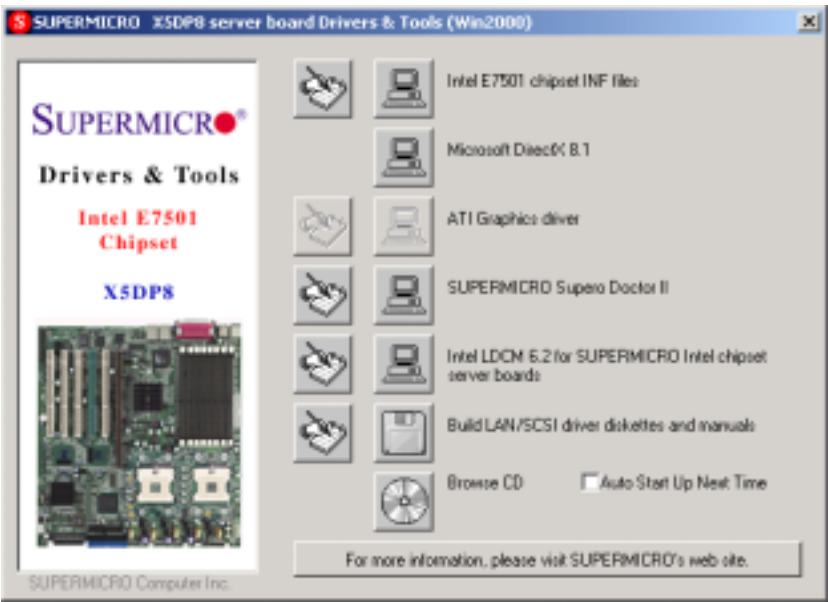 SUPERMICRO X5DP8 server board Drivers & Tools (Win2000)
SUPERMICRO®
Drivers & Tools
Intel E7501
Chipset
X5DP8
SUPERMICRO Computer Inc.
Intel E7501 chipset INF files
Microsoft DirectX 8.1
ATI Graphics driver
SUPERMICRO Supero Doctor II
Intel LDCM 6.2 for SUPERMICRO Intel chipset
server boards
Build LAN/SCSI driver diskettes and manuals
Browse CD
Auto Start Up Next Time
For more information, please visit SUPERMICRO's web site.